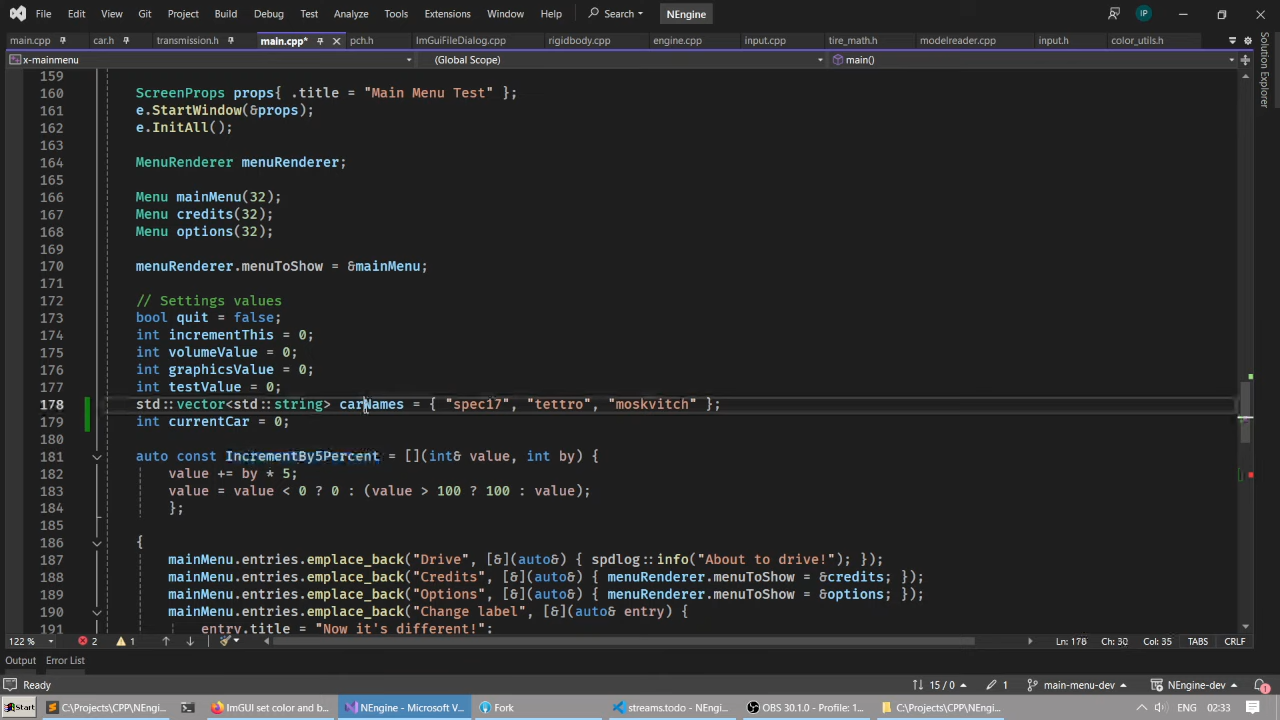 File Edit View Git Project Build Debug Test Analyze Tools Extensions Window Help Search NEngine IP
main.cpp car.h transmission.h main.cpp* pch.h ImGuiFileDialog.cpp rigidbody.cpp engine.cpp input.cpp tire_math.cpp modelreader.cpp input.h color_utils.h
x-mainmenu (Global Scope) main()
Solution Explorer
159
160 ScreenProps props{ .title = "Main Menu Test" };
161 e.StartWindow(&props);
162 e.InitAll();
163
164 MenuRenderer menuRenderer;
165
166 Menu mainMenu(32);
167 Menu credits(32);
168 Menu options(32);
169
170 menuRenderer.menuToShow = &mainMenu;
171
172 // Settings values
173 bool quit = false;
174 int incrementThis = 0;
175 int volumeValue = 0;
176 int graphicsValue = 0;
177 int testValue = 0;
178 std::vector<std::string> carNames = { "spec17", "tettro", "moskvitch" };
179 int currentCar = 0;
180
181 auto const IncrementBy5Percent = [](int& value, int by) {
182 value += by * 5;
183 value = value < 0 ? 0 : (value > 100 ? 100 : value);
184 };
185
186 {
187 mainMenu.entries.emplace_back("Drive", [&](auto&) { spdlog::info("About to drive!"); });
188 mainMenu.entries.emplace_back("Credits", [&](auto&) { menuRenderer.menuToShow = &credits; });
189 mainMenu.entries.emplace_back("Options", [&](auto&) { menuRenderer.menuToShow = &options; });
190 mainMenu.entries.emplace_back("Change label", [&](auto& entry) {
191 entry.title = "Now it's different!";
122 % 2 1 Ln: 178 Ch: 30 Col: 35 TABS CRLF
Output Error List
Ready 15 / 0 1 main-menu-dev NEngine-dev 1
Start C:\Projects\CPP\NEngi... ImGUI set color and b... NEngine - Microsoft V... Fork streams.todo - NEngi... OBS 30.1.0 - Profile: 1... C:\Projects\CPP\NEngi... EN 02:33